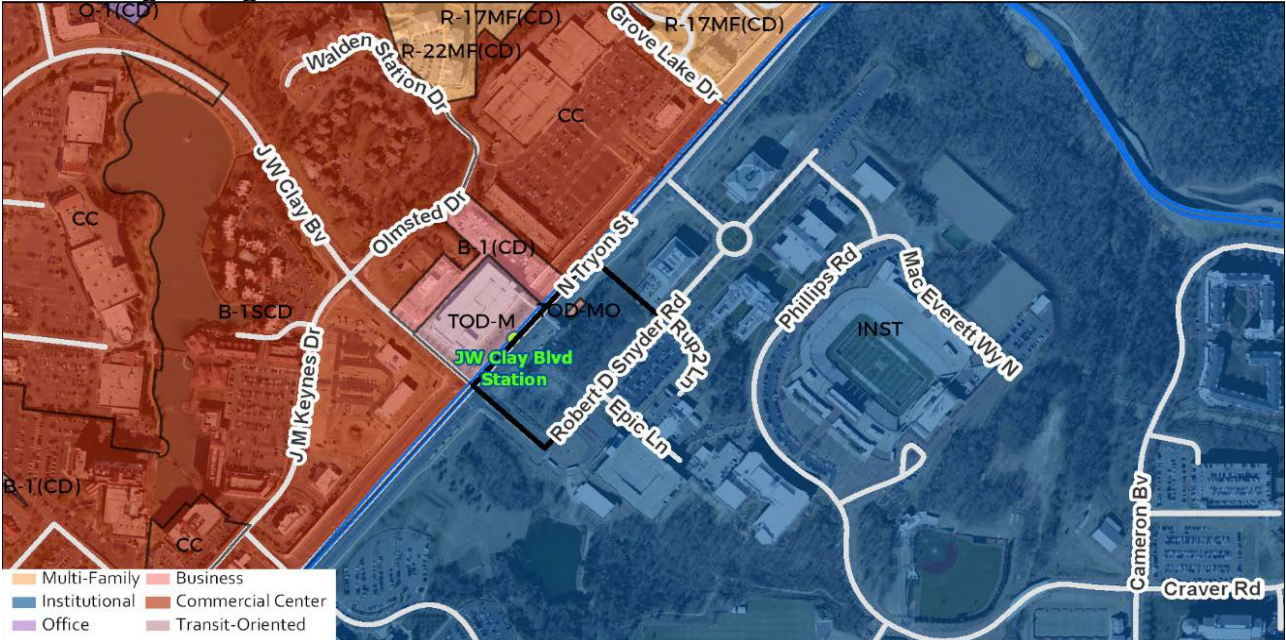 O-1(CD)
R-17MF(CD)
R-17MF(CD)
R-22MF(CD)
Walden Station Dr
Grove Lake Dr
CC
J W Clay Bv
Olmsted Dr
CC
N Tryon St
B-1(CD)
Phillips Rd
Mac Everett Wy N
B-1SCD
TOD-M
TOD-MO
INST
JW Clay Blvd
Station
Robert D Snyder Rd
Rup2 Ln
J M Keynes Dr
Epic Ln
B-1(CD)
CC
Cameron Bv
Craver Rd
Multi-Family
Business
Institutional
Commercial Center
Office
Transit-Oriented